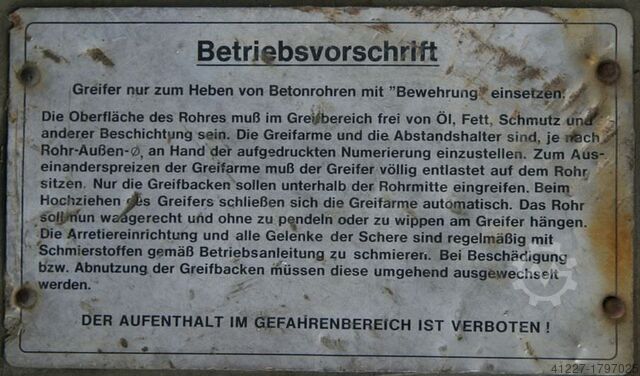 Betriebsvorschrift
Greifer nur zum Heben von Betonrohren mit "Bewehrung" einsetzen.
Die Oberfläche des Rohres muß im Greifbereich frei von Öl, Fett, Schmutz und
anderer Beschichtung sein. Die Greifarme und die Abstandshalter sind, je nach
Rohr-Außen-∅, an Hand der aufgedruckten Numerierung einzustellen. Zum Aus-
einanderspreizen der Greifarme muß der Greifer völlig entlastet auf dem Rohr
sitzen. Nur die Greifbacken sollen unterhalb der Rohrmitte eingreifen. Beim
Hochziehen des Greifers schließen sich die Greifarme automatisch. Das Rohr
soll nun waagerecht und ohne zu pendeln oder zu wippen am Greifer hängen.
Die Arretiereinrichtung und alle Gelenke der Schere sind regelmäßig mit
Schmierstoffen gemäß Betriebsanleitung zu schmieren. Bei Beschädigung
bzw. Abnutzung der Greifbacken müssen diese umgehend ausgewechselt
werden.
DER AUFENTHALT IM GEFAHRENBEREICH IST VERBOTEN !
41227-1797028